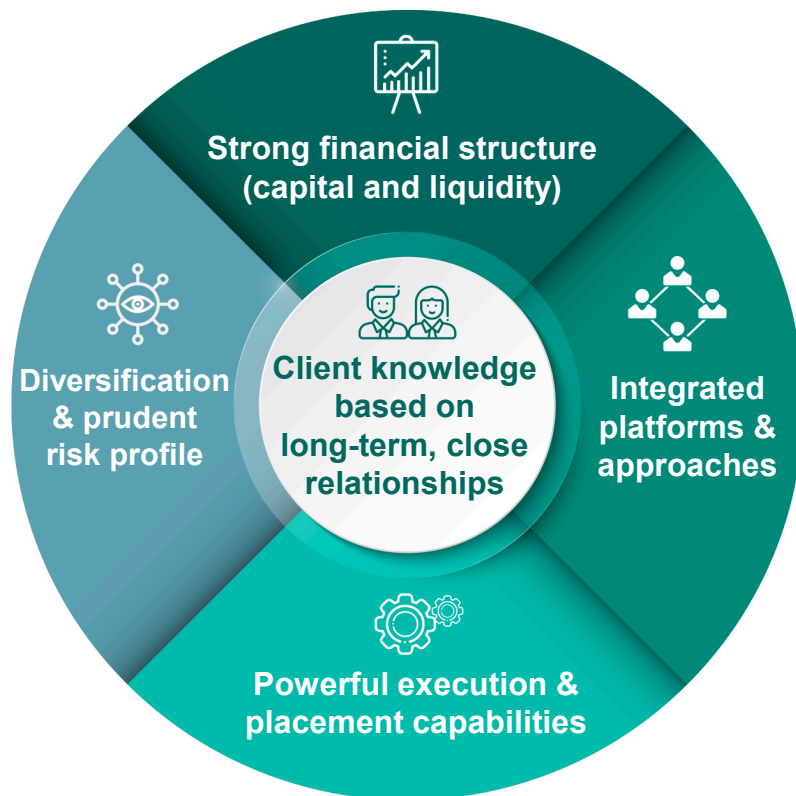 Strong financial structure
(capital and liquidity)
Diversification
& prudent
risk profile
Client knowledge
based on
long-term, close
relationships
Integrated
platforms &
approaches
Powerful execution &
placement capabilities